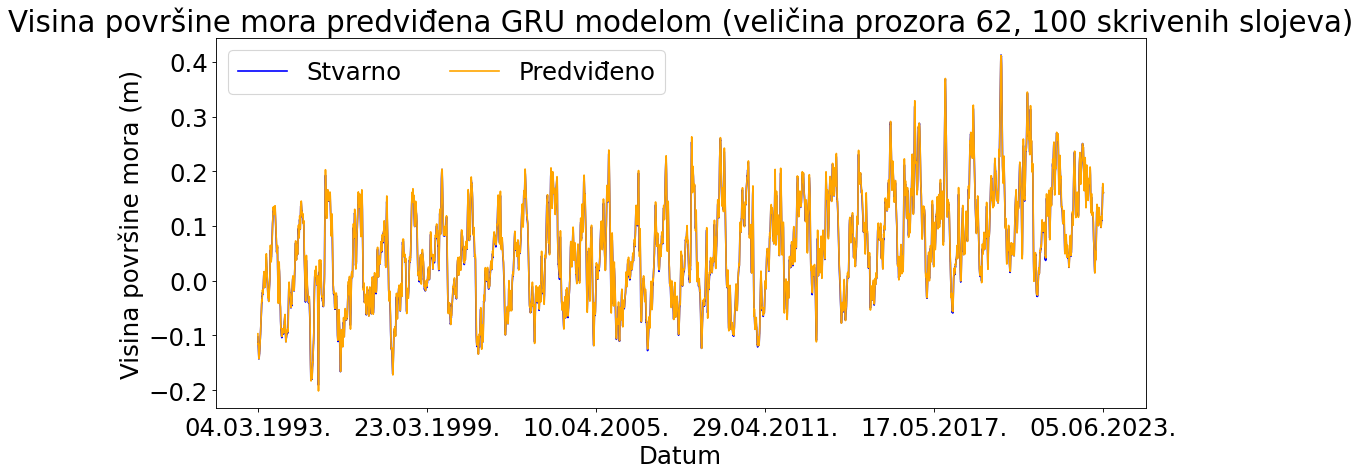 Visina površine mora predviđena GRU modelom (veličina prozora 62, 100 skrivenih slojeva)
Stvarno Predviđeno
Visina površine mora (m)
0.4
0.3
0.2
0.1
0.0
−0.1
−0.2
04.03.1993. 23.03.1999. 10.04.2005. 29.04.2011. 17.05.2017. 05.06.2023.
Datum